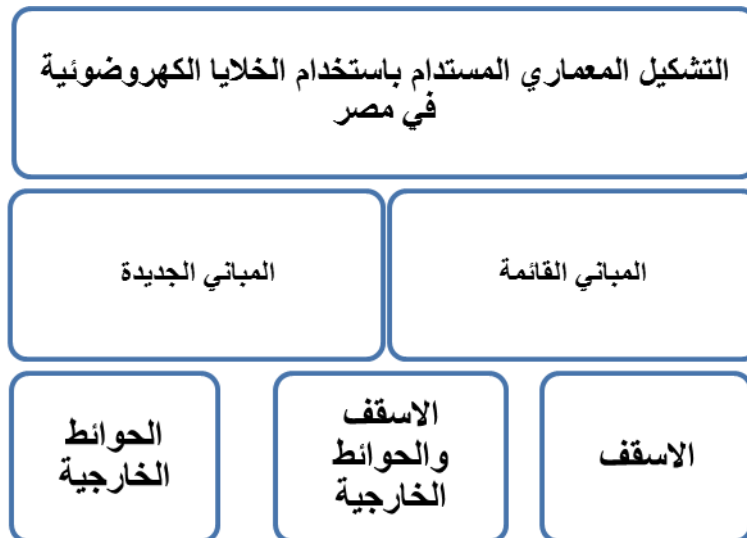 التشكيل المعماري المستدام باستخدام الخلايا الكهروضوئية
في مصر
المباني القائمة
المباني الجديدة
الاسقف
الاسقف
والحوائط
الخارجية
الحوائط
الخارجية